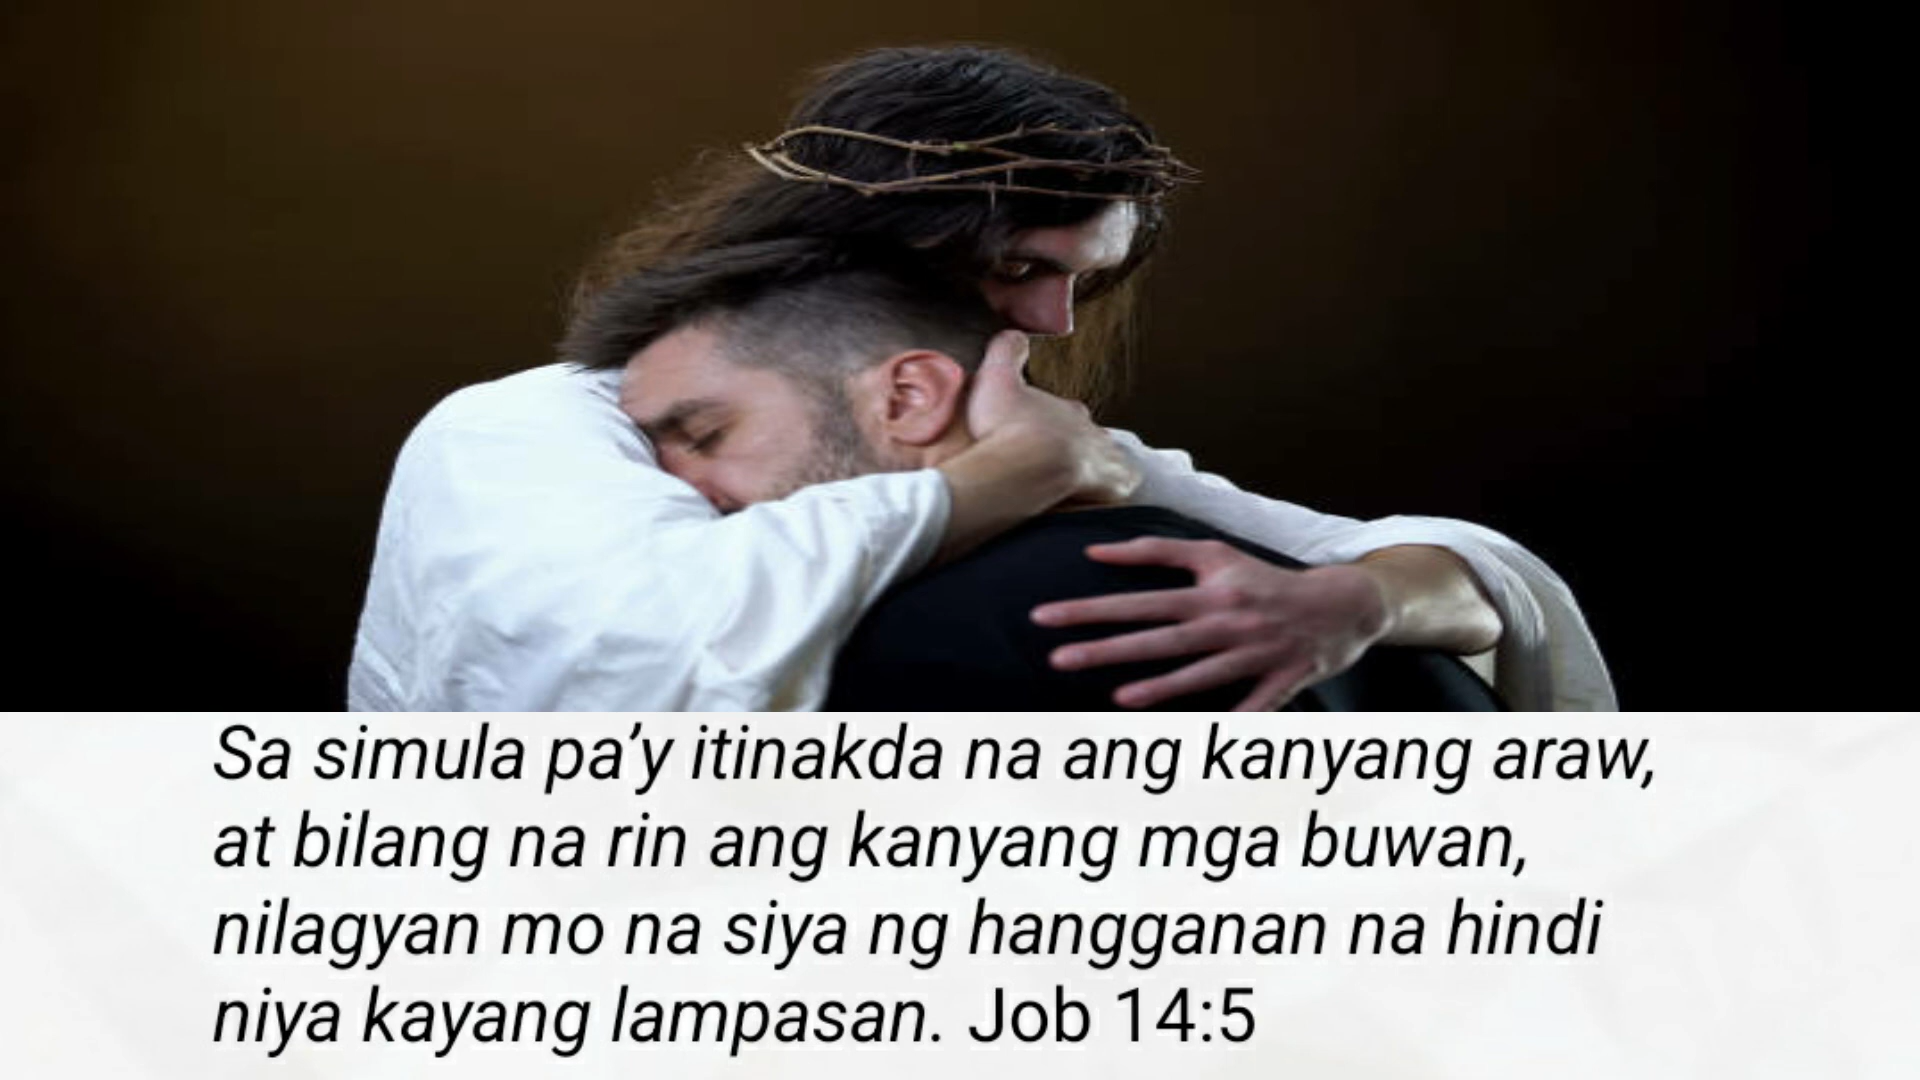 Sa simula pa’y itinakda na ang kanyang araw,
at bilang na rin ang kanyang mga buwan,
nilagyan mo na siya ng hangganan na hindi
niya kayang lampasan. Job 14:5